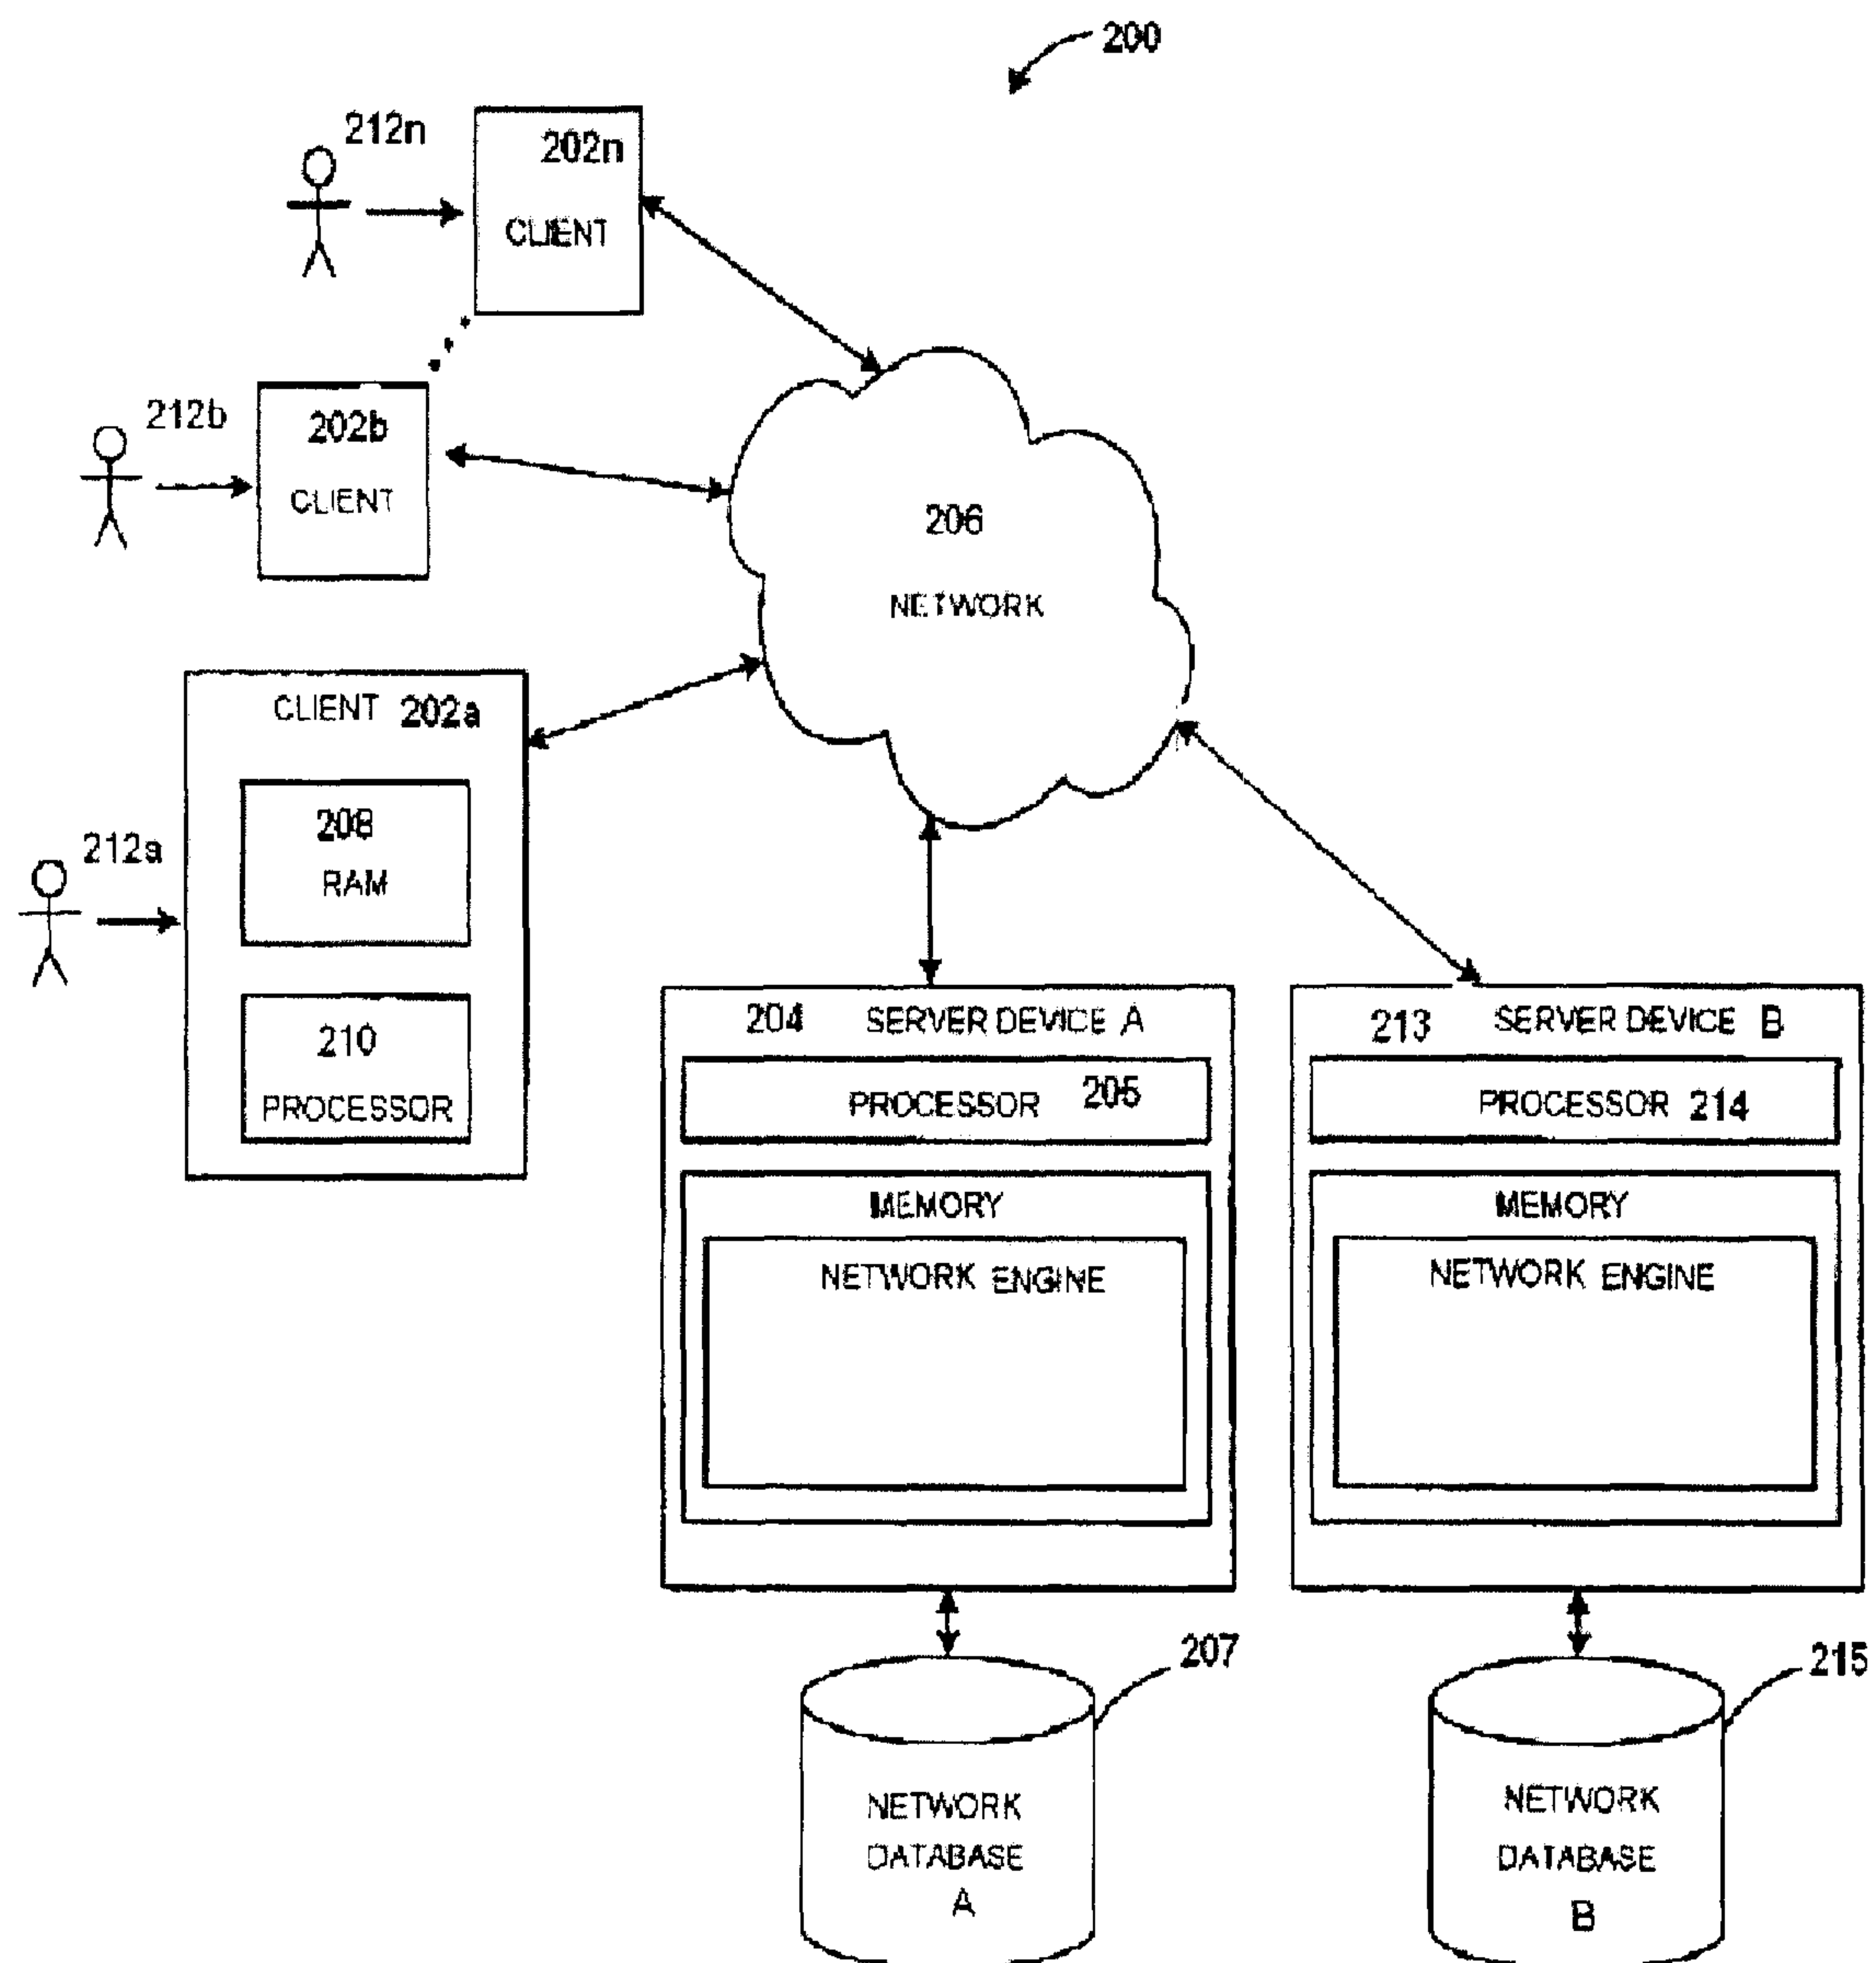 200
212n
202n
CLIENT
212b
202b
CLIENT
206
NETWORK
CLIENT 202a
208
RAM
212a
210
PROCESSOR
204 SERVER DEVICE A
PROCESSOR 205
MEMORY
NETWORK ENGINE
213 SERVER DEVICE B
PROCESSOR 214
MEMORY
NETWORK ENGINE
207
NETWORK
DATABASE
A
215
NETWORK
DATABASE
B